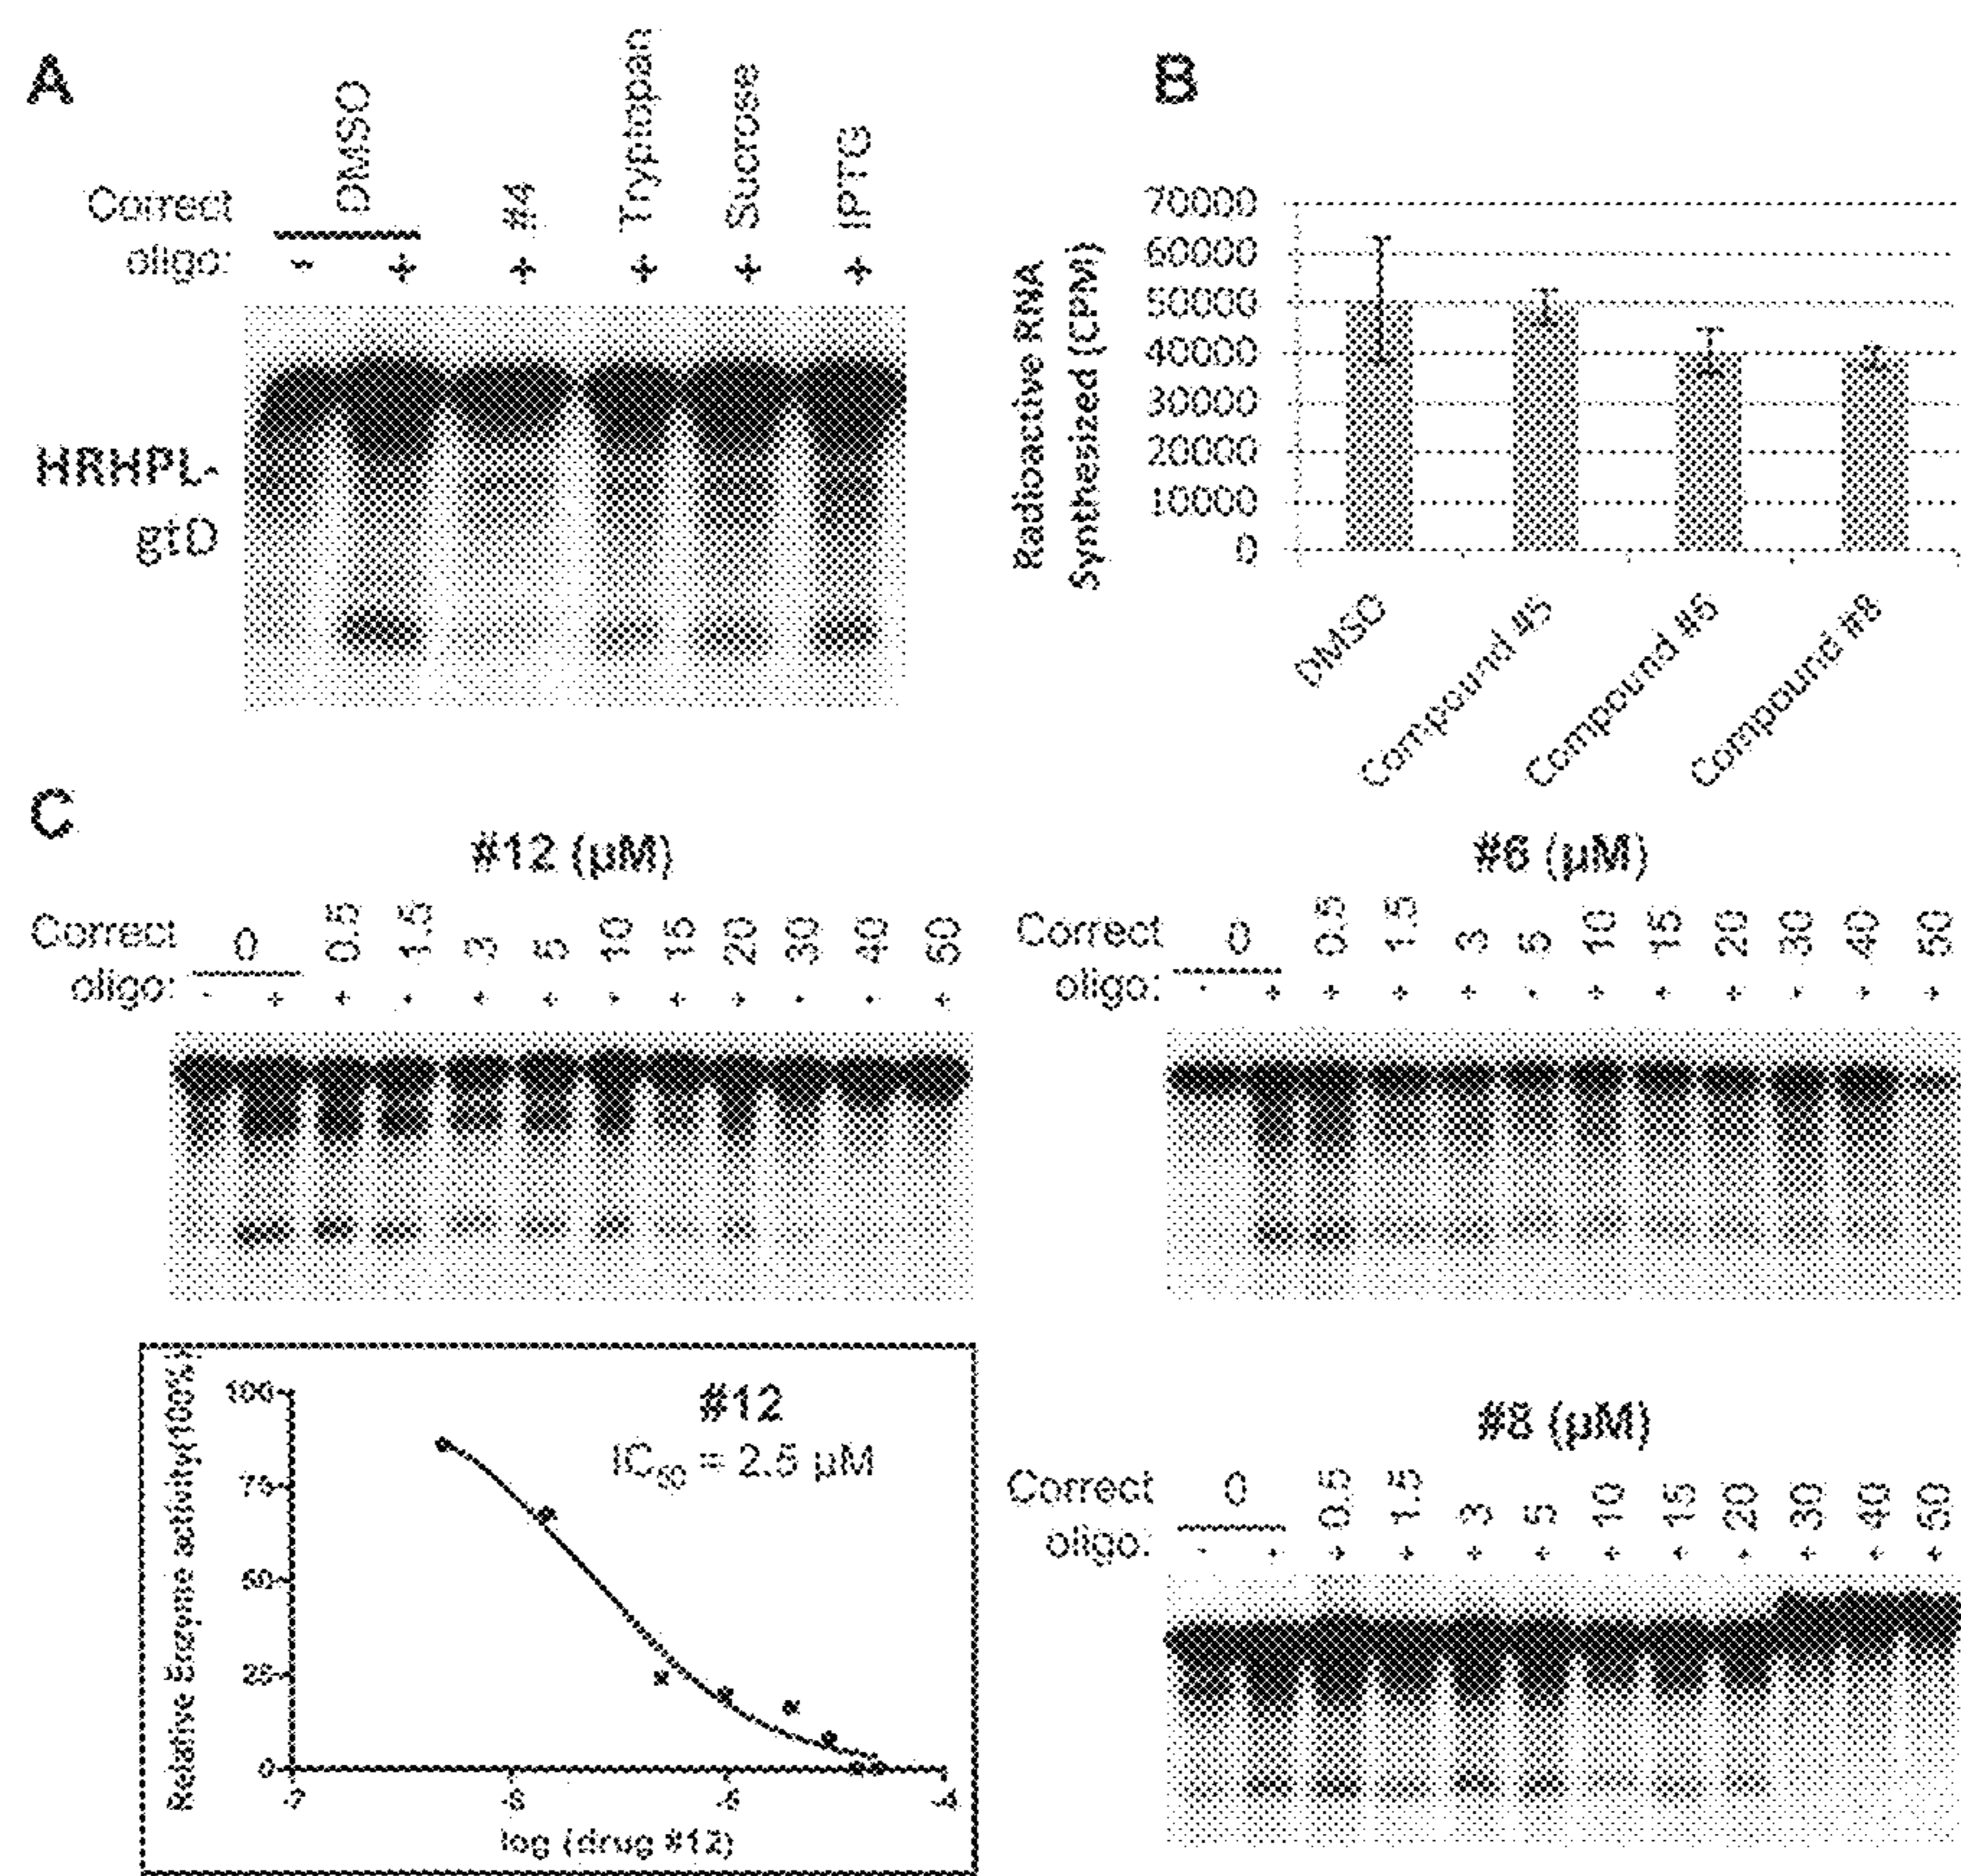 A
Correct
oligo:
DMSO
#4
Tryptopan
Sucrose
IPTG
- + + + + +
HRHPL-
gtD
B
Radioactive RNA
Synthesized (CPM)
70000
60000
50000
40000
30000
20000
10000
0
DMSO
Compound #5
Compound #6
Compound #8
C
#12 (µM)
Correct
oligo:
0 0.5 1.5 3 5 10 15 20 30 40 50
- + + + + + + + + + + +
#6 (µM)
Correct
oligo:
0 0.5 1.5 3 5 10 15 20 30 40 50
- + + + + + + + + + + +
Relative Enzyme activity(100%)
100
75
50
25
0
#12
IC50 = 2.5 µM
-7 -6 -5 -4
log (drug #12)
#8 (µM)
Correct
oligo:
0 0.5 1.5 3 5 10 15 20 30 40 50
- + + + + + + + + + + +